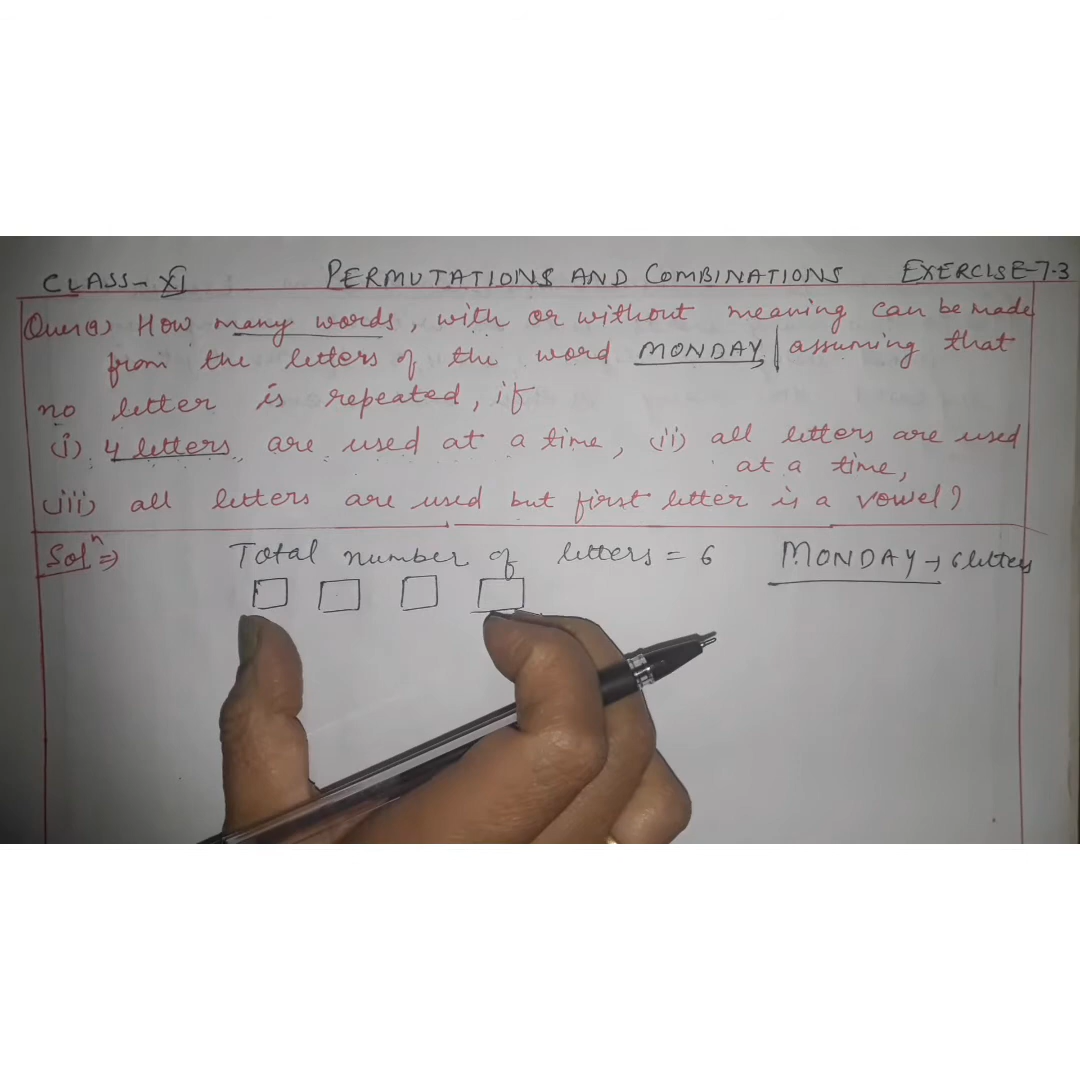 CLASS-XI PERMUTATIONS AND COMBINATIONS EXERCISE-7.3
Ques(9) How many words, with or without meaning can be made
from the letters of the word MONDAY, assuming that
no letter is repeated, if
(i) 4 letters are used at a time, (ii) all letters are used
at a time,
(iii) all letters are used but first letter is a vowel?
Solⁿ⇒ Total number of letters = 6 MONDAY → 6 letters